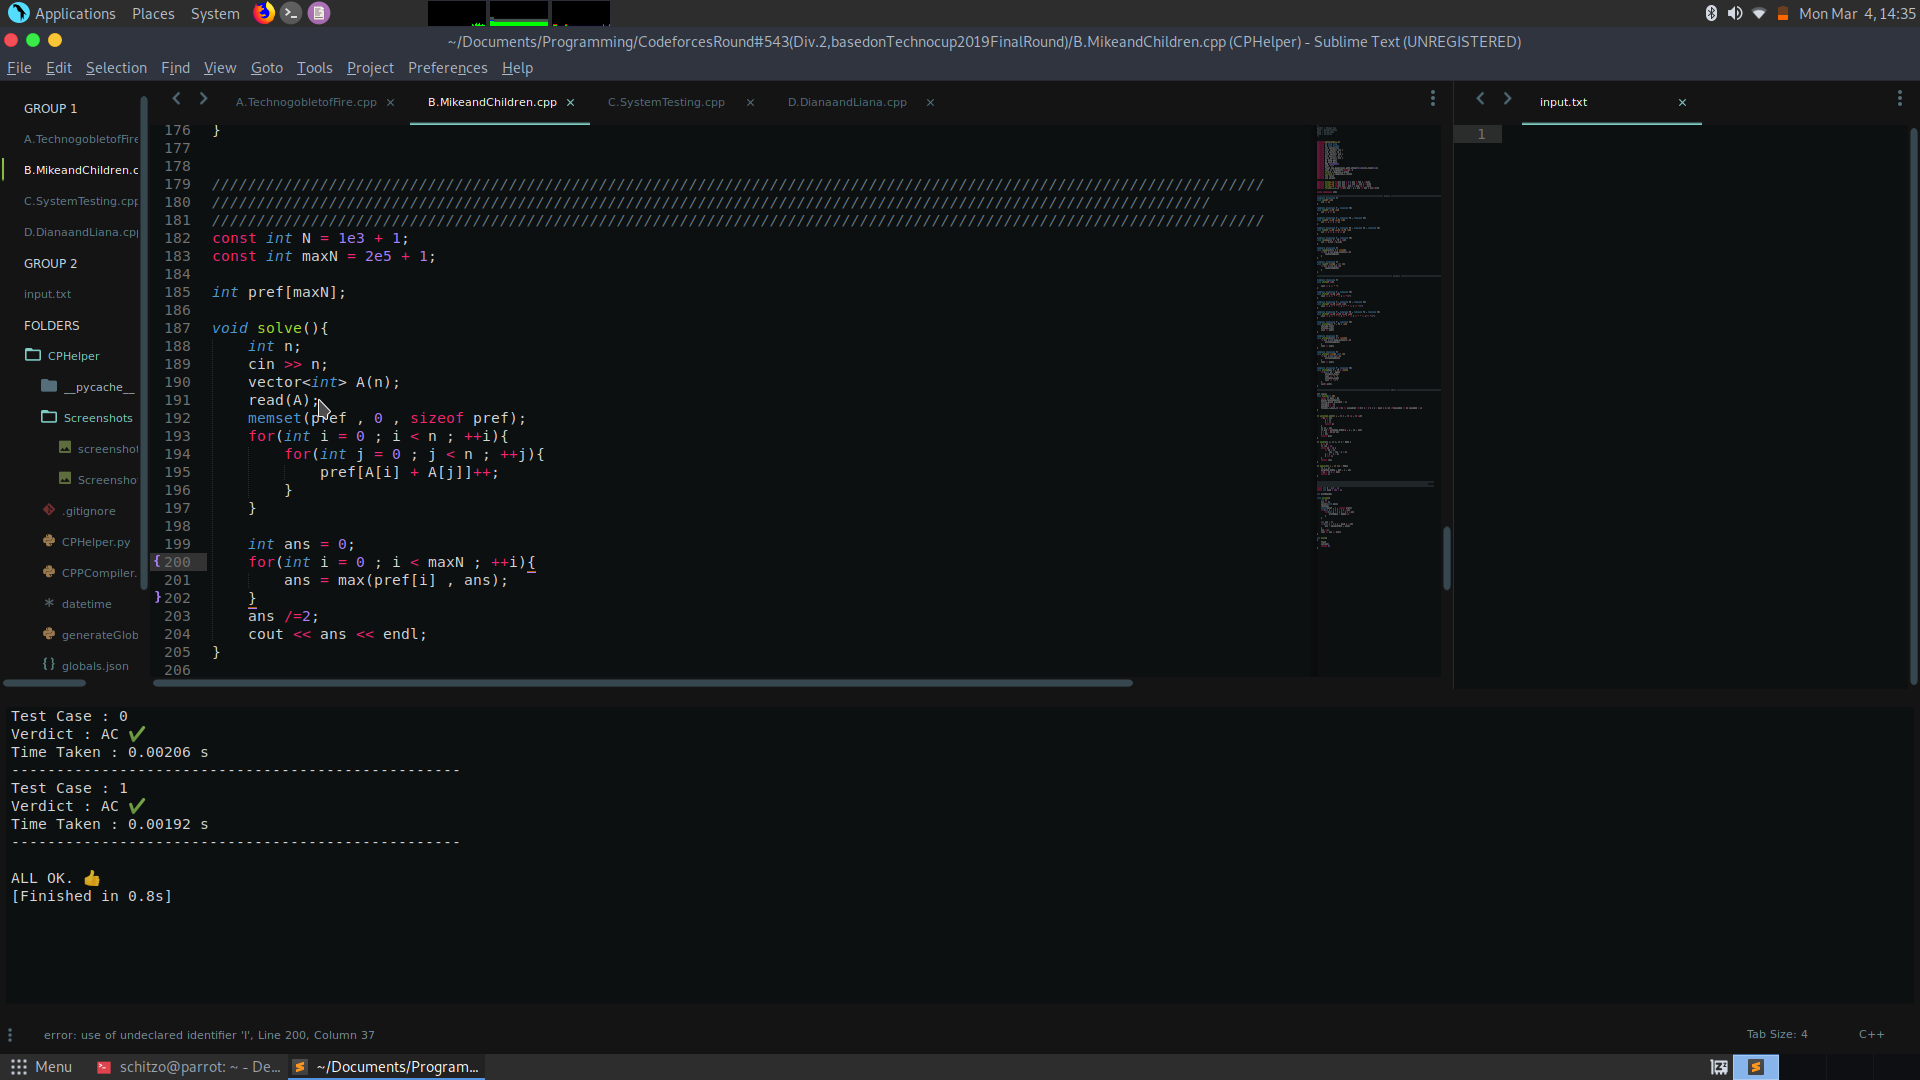 Applications Places System Mon Mar 4, 14:35
~/Documents/Programming/CodeforcesRound#543(Div.2,basedonTechnocup2019FinalRound)/B.MikeandChildren.cpp (CPHelper) - Sublime Text (UNREGISTERED)
File Edit Selection Find View Goto Tools Project Preferences Help
GROUP 1
A.TechnogobletofFire
B.MikeandChildren.c
C.SystemTesting.cpp
D.DianaandLiana.cpp
GROUP 2
input.txt
FOLDERS
CPHelper
__pycache__
Screenshots
screenshot
Screensho
.gitignore
CPHelper.py
CPPCompiler.
datetime
generateGlob
globals.json
A.TechnogobletofFire.cpp B.MikeandChildren.cpp C.SystemTesting.cpp D.DianaandLiana.cpp
176 }
177
178
179 /////////////////////////////////////////////////////////////////////////////////////////////////////////////////////
180 ///////////////////////////////////////////////////////////////////////////////////////////////////////////////
181 /////////////////////////////////////////////////////////////////////////////////////////////////////////////////////
182 const int N = 1e3 + 1;
183 const int maxN = 2e5 + 1;
184
185 int pref[maxN];
186
187 void solve(){
188 int n;
189 cin >> n;
190 vector<int> A(n);
191 read(A);
192 memset(pref , 0 , sizeof pref);
193 for(int i = 0 ; i < n ; ++i){
194 for(int j = 0 ; j < n ; ++j){
195 pref[A[i] + A[j]]++;
196 }
197 }
198
199 int ans = 0;
{ 200 for(int i = 0 ; i < maxN ; ++i){
201 ans = max(pref[i] , ans);
} 202 }
203 ans /=2;
204 cout << ans << endl;
205 }
206
input.txt
1
Test Case : 0
Verdict : AC ✔
Time Taken : 0.00206 s
--------------------------------------------------
Test Case : 1
Verdict : AC ✔
Time Taken : 0.00192 s
--------------------------------------------------
ALL OK. 👍
[Finished in 0.8s]
error: use of undeclared identifier 'l', Line 200, Column 37 Tab Size: 4 C++
Menu schitzo@parrot: ~ - De... ~/Documents/Program...